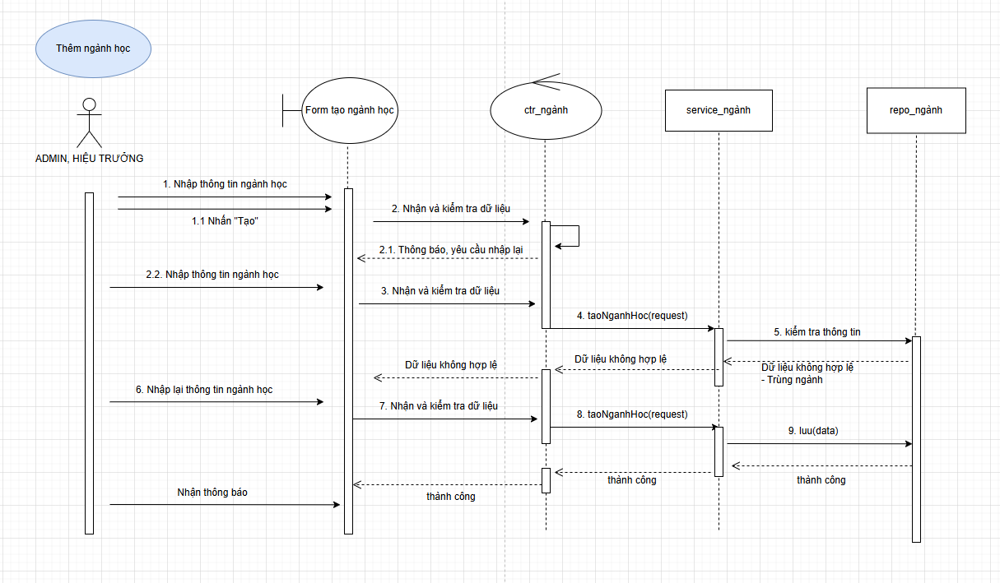 Thêm ngành học
ADMIN, HIỆU TRƯỞNG
Form tạo ngành học
ctr_ngành
service_ngành
repo_ngành
1. Nhập thông tin ngành học
1.1 Nhấn "Tạo"
2. Nhận và kiểm tra dữ liệu
2.1. Thông báo, yêu cầu nhập lại
2.2. Nhập thông tin ngành học
3. Nhận và kiểm tra dữ liệu
4. taoNganhHoc(request)
5. kiểm tra thông tin
Dữ liệu không hợp lệ
- Trùng ngành
Dữ liệu không hợp lệ
Dữ liệu không hợp lệ
6. Nhập lại thông tin ngành học
7. Nhận và kiểm tra dữ liệu
8. taoNganhHoc(request)
9. luu(data)
thành công
thành công
thành công
Nhận thông báo